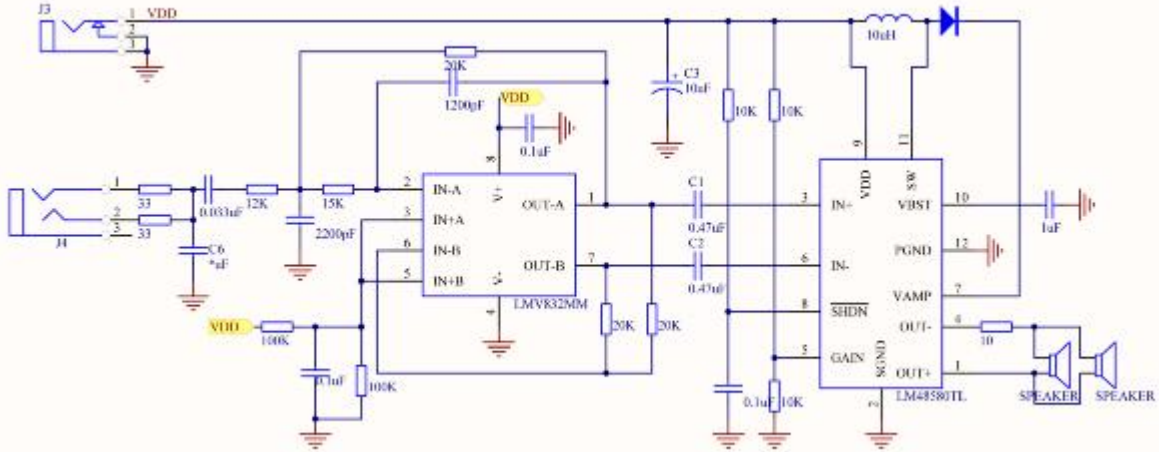 J3
1 VDD
2
3
20K
1200pF
VDD
0.1uF
C3
+
10uF
10K
10K
10uH
9
11
VDD
SW
8
V+
J4
1
2
3
33
33
0.033uF
12K
15K
C6
*uF
2200pF
2 IN-A
3 IN+A
6 IN-B
5 IN+B
OUT-A 1
OUT-B 7
V-
4
LMV832MM
C1
0.47uF
C2
0.47uF
3 IN+
6 IN-
8 SHDN
5 GAIN
VBST 10
PGND 12
VAMP 7
OUT-
OUT+ 1
SGND
2
LM48580TL
1uF
10
SPEAKER
SPEAKER
VDD
100K
0.1uF
100K
20K
20K
0.1uF
10K